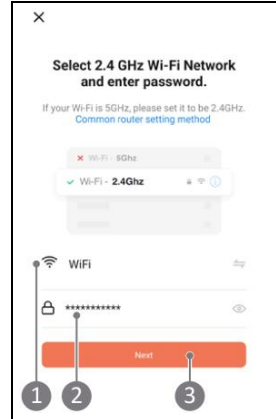 Select 2.4 GHz Wi-Fi Network
and enter password.
If your Wi-Fi is 5GHz, please set it to be 2.4GHz.
Common router setting method
Wi-Fi - 5Ghz
Wi-Fi - 2.4Ghz
WiFi
***********
Next
1 2 3